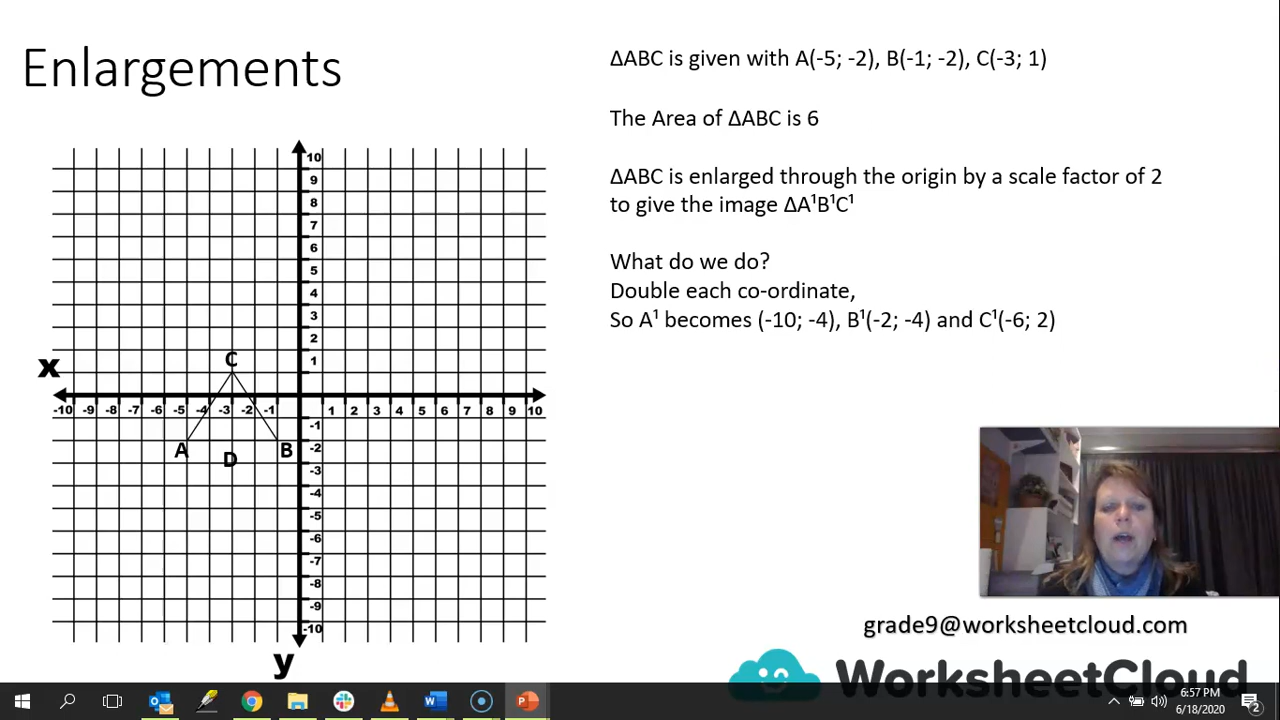 Enlargements
ΔABC is given with A(-5; -2), B(-1; -2), C(-3; 1)
The Area of ΔABC is 6
ΔABC is enlarged through the origin by a scale factor of 2
to give the image ΔA¹B¹C¹
What do we do?
Double each co-ordinate,
So A¹ becomes (-10; -4), B¹(-2; -4) and C¹(-6; 2)
10
9
8
7
6
5
4
3
2
1
C
x
-10 -9 -8 -7 -6 -5 -4 -3 -2 -1 1 2 3 4 5 6 7 8 9 10
-1
A D B -2
-3
-4
-5
-6
-7
-8
-9
-10
y
grade9@worksheetcloud.com
WorksheetCloud
6:57 PM
6/18/2020
2